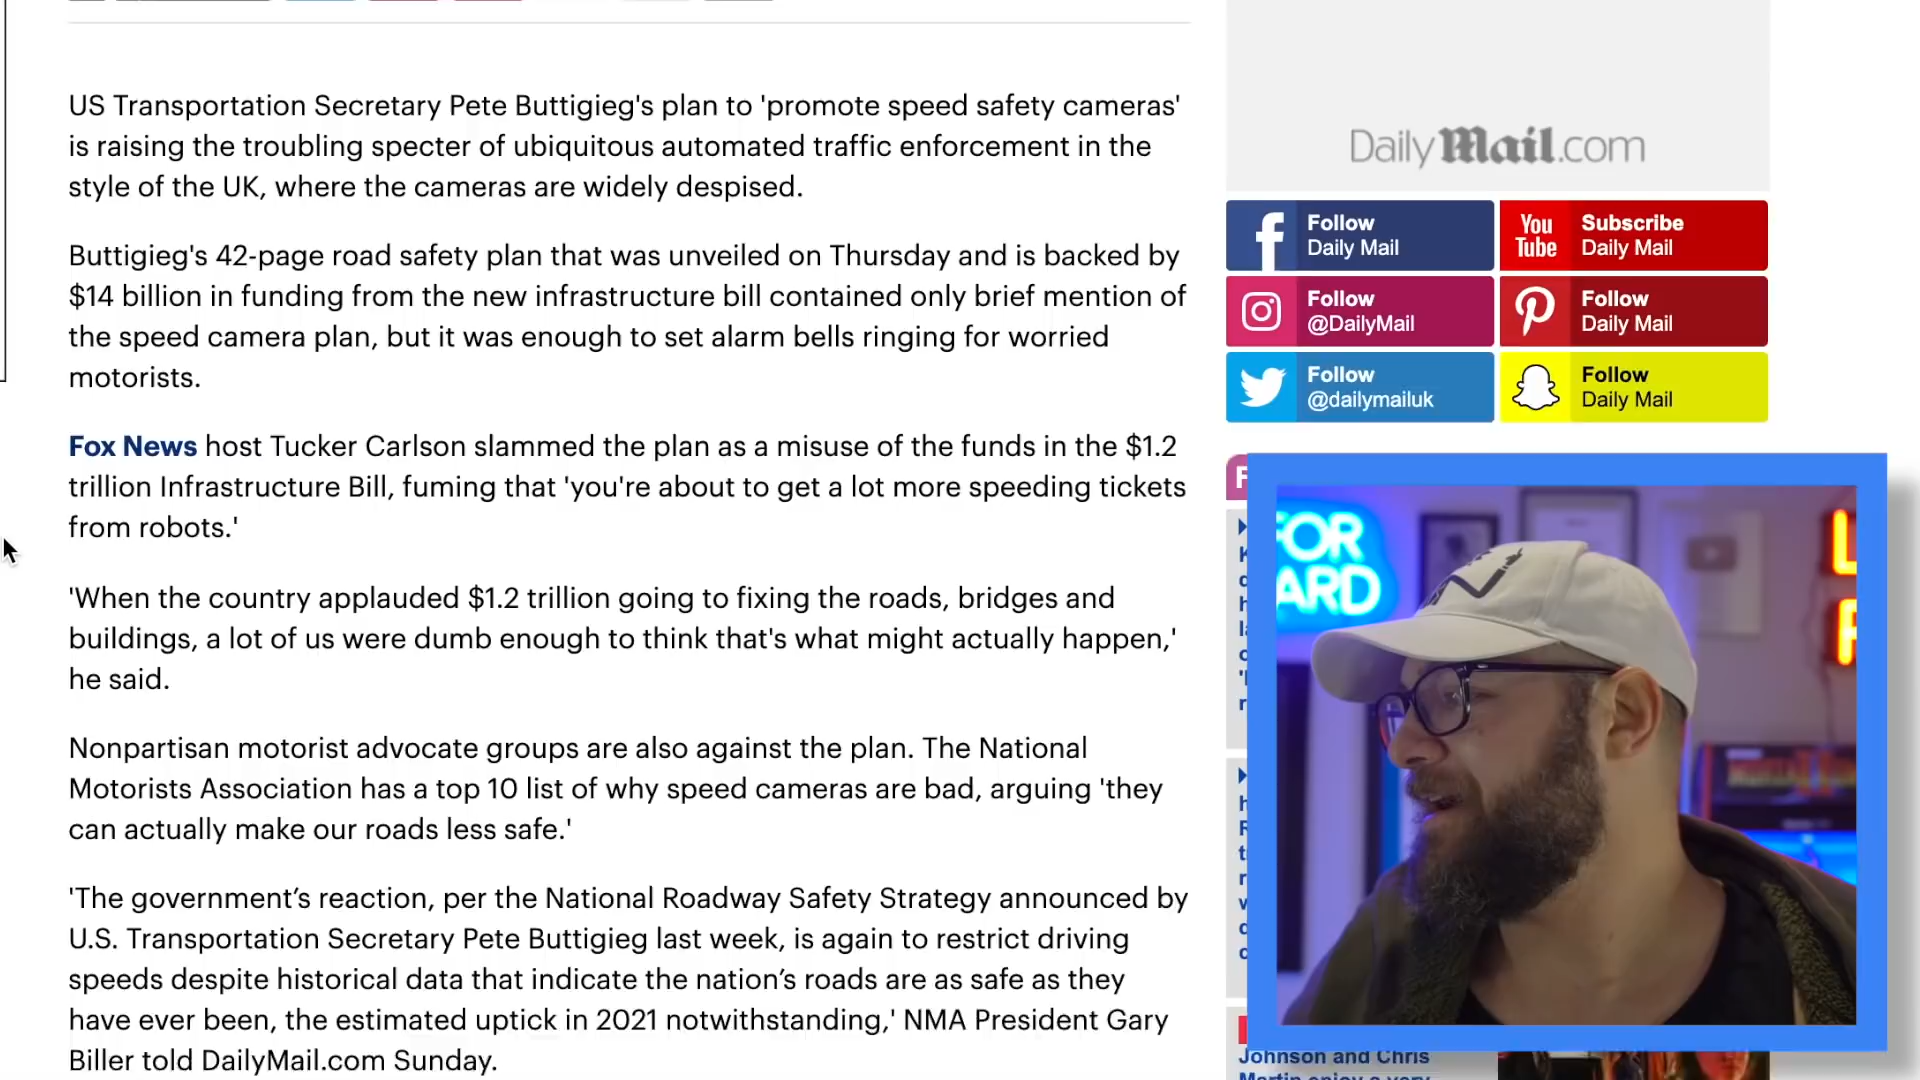 US Transportation Secretary Pete Buttigieg's plan to 'promote speed safety cameras'
is raising the troubling specter of ubiquitous automated traffic enforcement in the
style of the UK, where the cameras are widely despised.
Buttigieg's 42-page road safety plan that was unveiled on Thursday and is backed by
$14 billion in funding from the new infrastructure bill contained only brief mention of
the speed camera plan, but it was enough to set alarm bells ringing for worried
motorists.
Fox News host Tucker Carlson slammed the plan as a misuse of the funds in the $1.2
trillion Infrastructure Bill, fuming that 'you're about to get a lot more speeding tickets
from robots.'
'When the country applauded $1.2 trillion going to fixing the roads, bridges and
buildings, a lot of us were dumb enough to think that's what might actually happen,'
he said.
Nonpartisan motorist advocate groups are also against the plan. The National
Motorists Association has a top 10 list of why speed cameras are bad, arguing 'they
can actually make our roads less safe.'
'The government’s reaction, per the National Roadway Safety Strategy announced by
U.S. Transportation Secretary Pete Buttigieg last week, is again to restrict driving
speeds despite historical data that indicate the nation’s roads are as safe as they
have ever been, the estimated uptick in 2021 notwithstanding,' NMA President Gary
Biller told DailyMail.com Sunday.
DailyMail.com
Follow
Daily Mail
You
Tube
Subscribe
Daily Mail
Follow
@DailyMail
Follow
Daily Mail
Follow
@dailymailuk
Follow
Daily Mail
FOR
ARD
Johnson and Chris